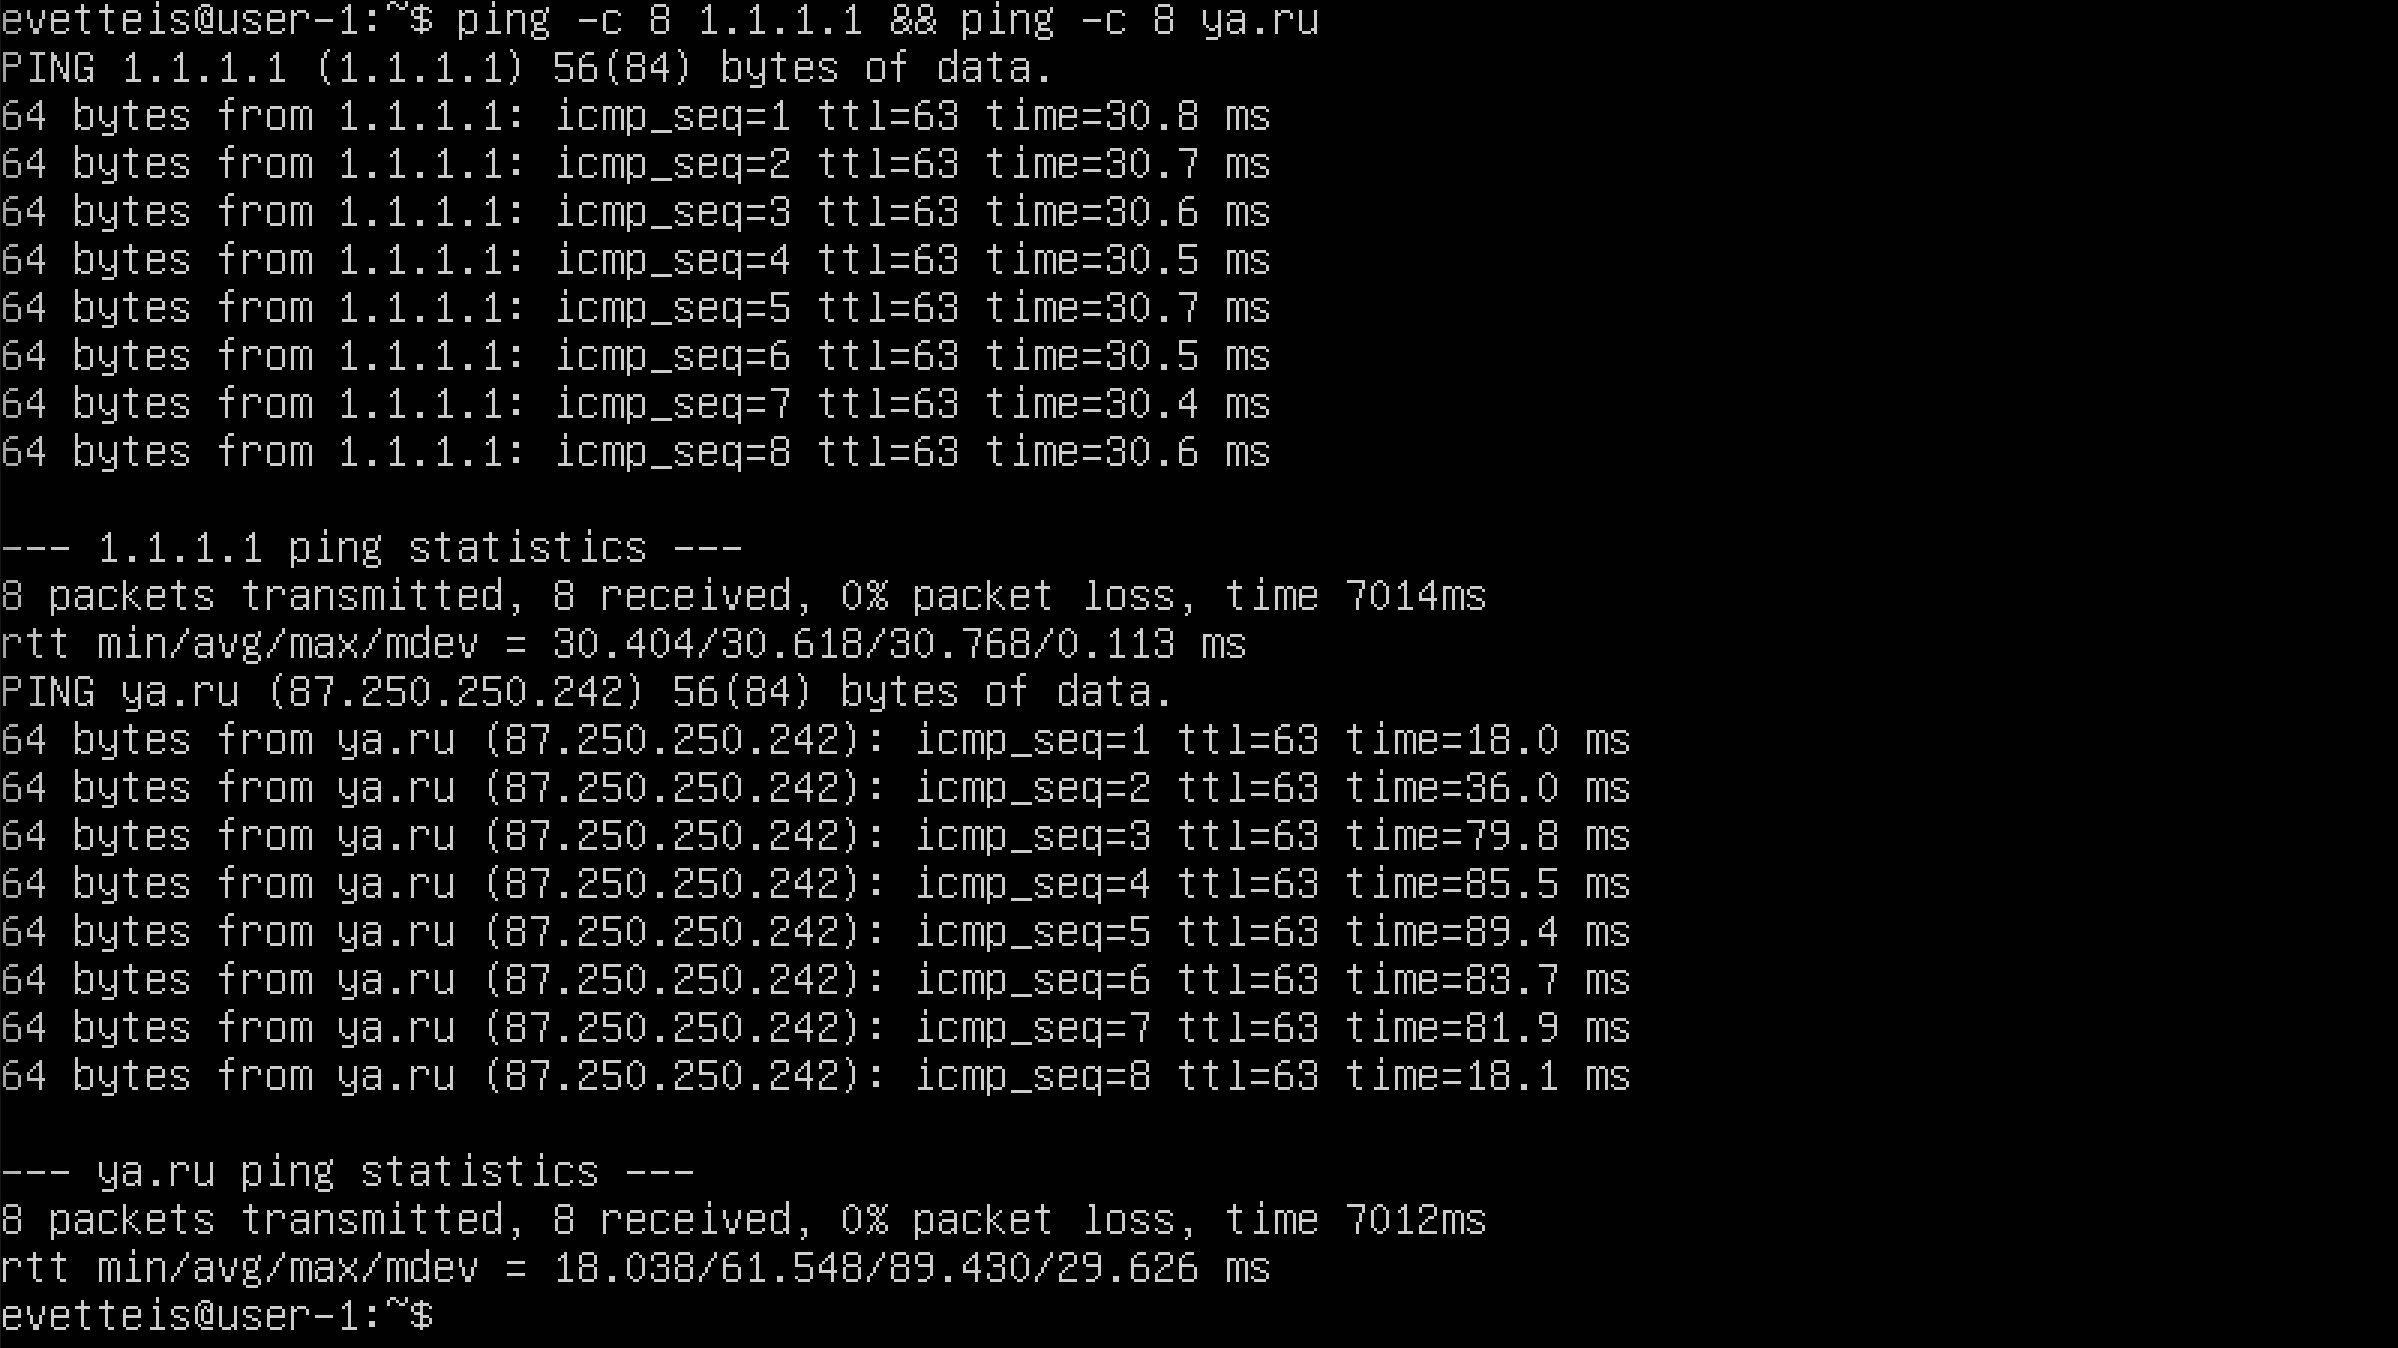 evetteis@user-1:~$ ping -c 8 1.1.1.1 && ping -c 8 ya.ru
PING 1.1.1.1 (1.1.1.1) 56(84) bytes of data.
64 bytes from 1.1.1.1: icmp_seq=1 ttl=63 time=30.8 ms
64 bytes from 1.1.1.1: icmp_seq=2 ttl=63 time=30.7 ms
64 bytes from 1.1.1.1: icmp_seq=3 ttl=63 time=30.6 ms
64 bytes from 1.1.1.1: icmp_seq=4 ttl=63 time=30.5 ms
64 bytes from 1.1.1.1: icmp_seq=5 ttl=63 time=30.7 ms
64 bytes from 1.1.1.1: icmp_seq=6 ttl=63 time=30.5 ms
64 bytes from 1.1.1.1: icmp_seq=7 ttl=63 time=30.4 ms
64 bytes from 1.1.1.1: icmp_seq=8 ttl=63 time=30.6 ms
--- 1.1.1.1 ping statistics ---
8 packets transmitted, 8 received, 0% packet loss, time 7014ms
rtt min/avg/max/mdev = 30.404/30.618/30.768/0.113 ms
PING ya.ru (87.250.250.242) 56(84) bytes of data.
64 bytes from ya.ru (87.250.250.242): icmp_seq=1 ttl=63 time=18.0 ms
64 bytes from ya.ru (87.250.250.242): icmp_seq=2 ttl=63 time=36.0 ms
64 bytes from ya.ru (87.250.250.242): icmp_seq=3 ttl=63 time=79.8 ms
64 bytes from ya.ru (87.250.250.242): icmp_seq=4 ttl=63 time=85.5 ms
64 bytes from ya.ru (87.250.250.242): icmp_seq=5 ttl=63 time=89.4 ms
64 bytes from ya.ru (87.250.250.242): icmp_seq=6 ttl=63 time=83.7 ms
64 bytes from ya.ru (87.250.250.242): icmp_seq=7 ttl=63 time=81.9 ms
64 bytes from ya.ru (87.250.250.242): icmp_seq=8 ttl=63 time=18.1 ms
--- ya.ru ping statistics ---
8 packets transmitted, 8 received, 0% packet loss, time 7012ms
rtt min/avg/max/mdev = 18.038/61.548/89.430/29.626 ms
evetteis@user-1:~$